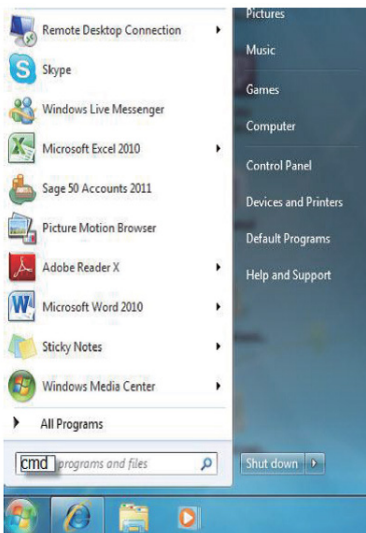 Remote Desktop Connection
Skype
Windows Live Messenger
Microsoft Excel 2010
Sage 50 Accounts 2011
Picture Motion Browser
Adobe Reader X
Microsoft Word 2010
Sticky Notes
Windows Media Center
All Programs
cmd programs and files
Pictures
Music
Games
Computer
Control Panel
Devices and Printers
Default Programs
Help and Support
Shut down